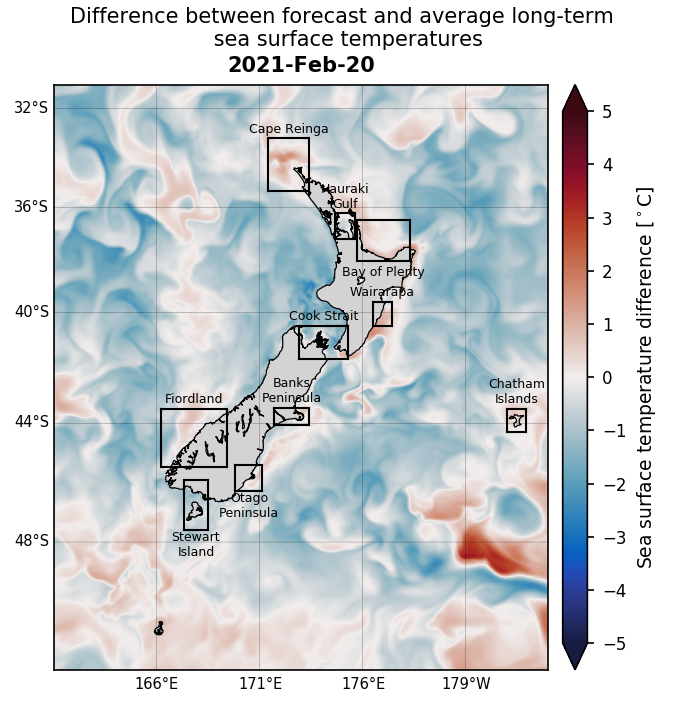 Difference between forecast and average long-term
sea surface temperatures
2021-Feb-20
32°S
36°S
40°S
44°S
48°S
Cape Reinga
Hauraki
Gulf
Bay of Plenty
Wairarapa
Cook Strait
Banks
Peninsula
Fiordland
Chatham
Islands
Otago
Peninsula
Stewart
Island
166°E
171°E
176°E
179°W
5
4
3
2
1
0
−1
−2
−3
−4
−5
Sea surface temperature difference [°C]